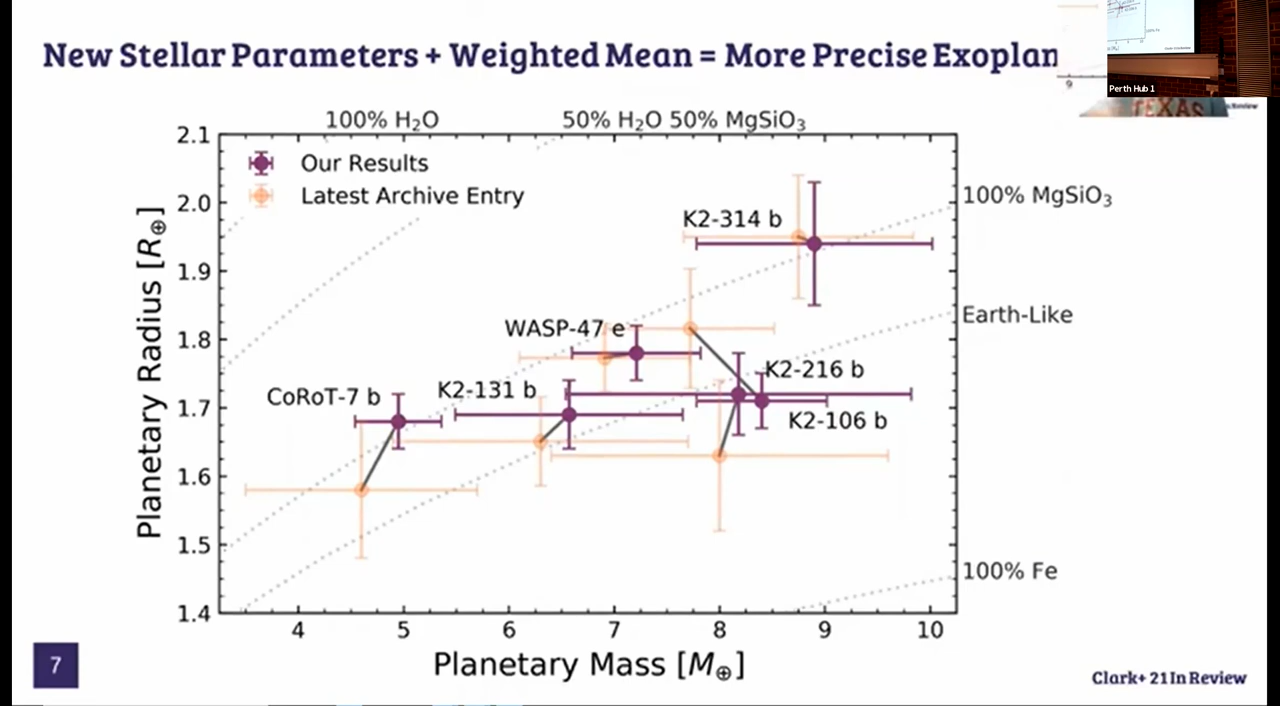 New Stellar Parameters + Weighted Mean = More Precise Exoplan
Perth Hub 1
9
TEXAS
100% H₂O
50% H₂O 50% MgSiO₃
2.1
2.0
1.9
1.8
1.7
1.6
1.5
1.4
Planetary Radius [R⊕]
Our Results
Latest Archive Entry
K2-314 b
WASP-47 e
K2-216 b
CoRoT-7 b
K2-131 b
K2-106 b
100% MgSiO₃
Earth-Like
100% Fe
4 5 6 7 8 9 10
Planetary Mass [M⊕]
7
Clark+ 21 In Review